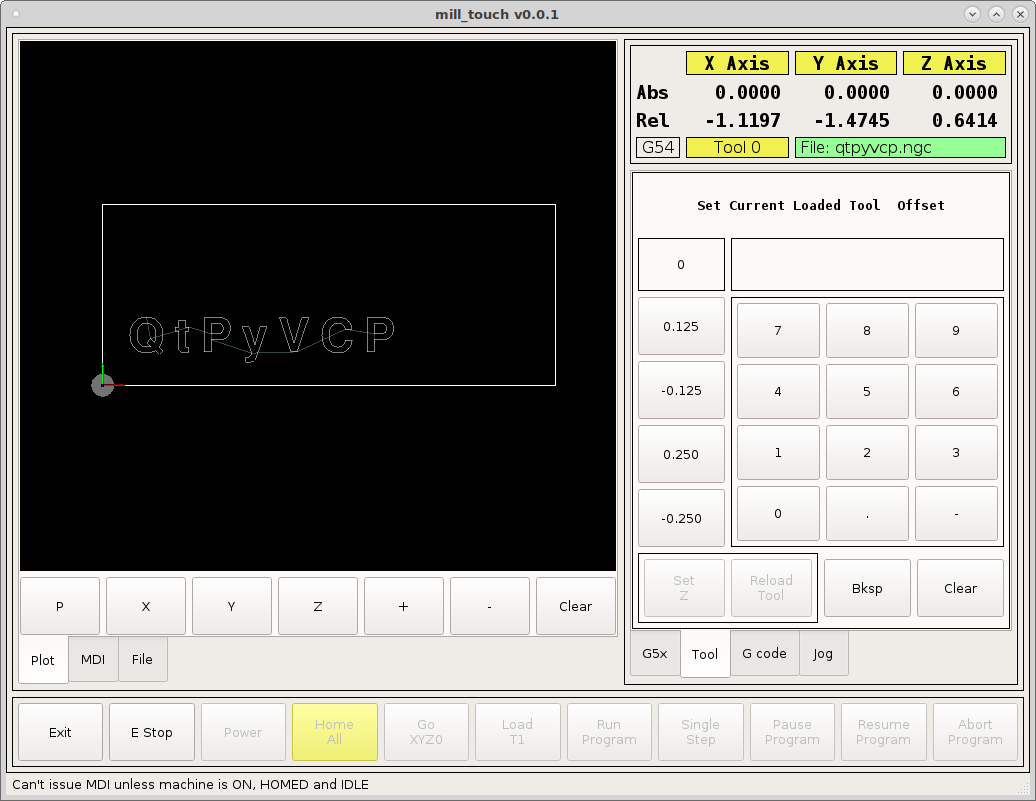 mill_touch v0.0.1
X Axis Y Axis Z Axis
Abs 0.0000 0.0000 0.0000
Rel -1.1197 -1.4745 0.6414
G54 Tool 0 File: qtpyvcp.ngc
Set Current Loaded Tool  Offset
0
0.125 7 8 9
-0.125 4 5 6
0.250 1 2 3
-0.250 0 . -
Set Z Reload Tool Bksp Clear
G5x Tool G code Jog
QtPyVCP
P X Y Z + - Clear
Plot MDI File
Exit E Stop Power Home All Go XYZ0 Load T1 Run Program Single Step Pause Program Resume Program Abort Program
Can't issue MDI unless machine is ON, HOMED and IDLE